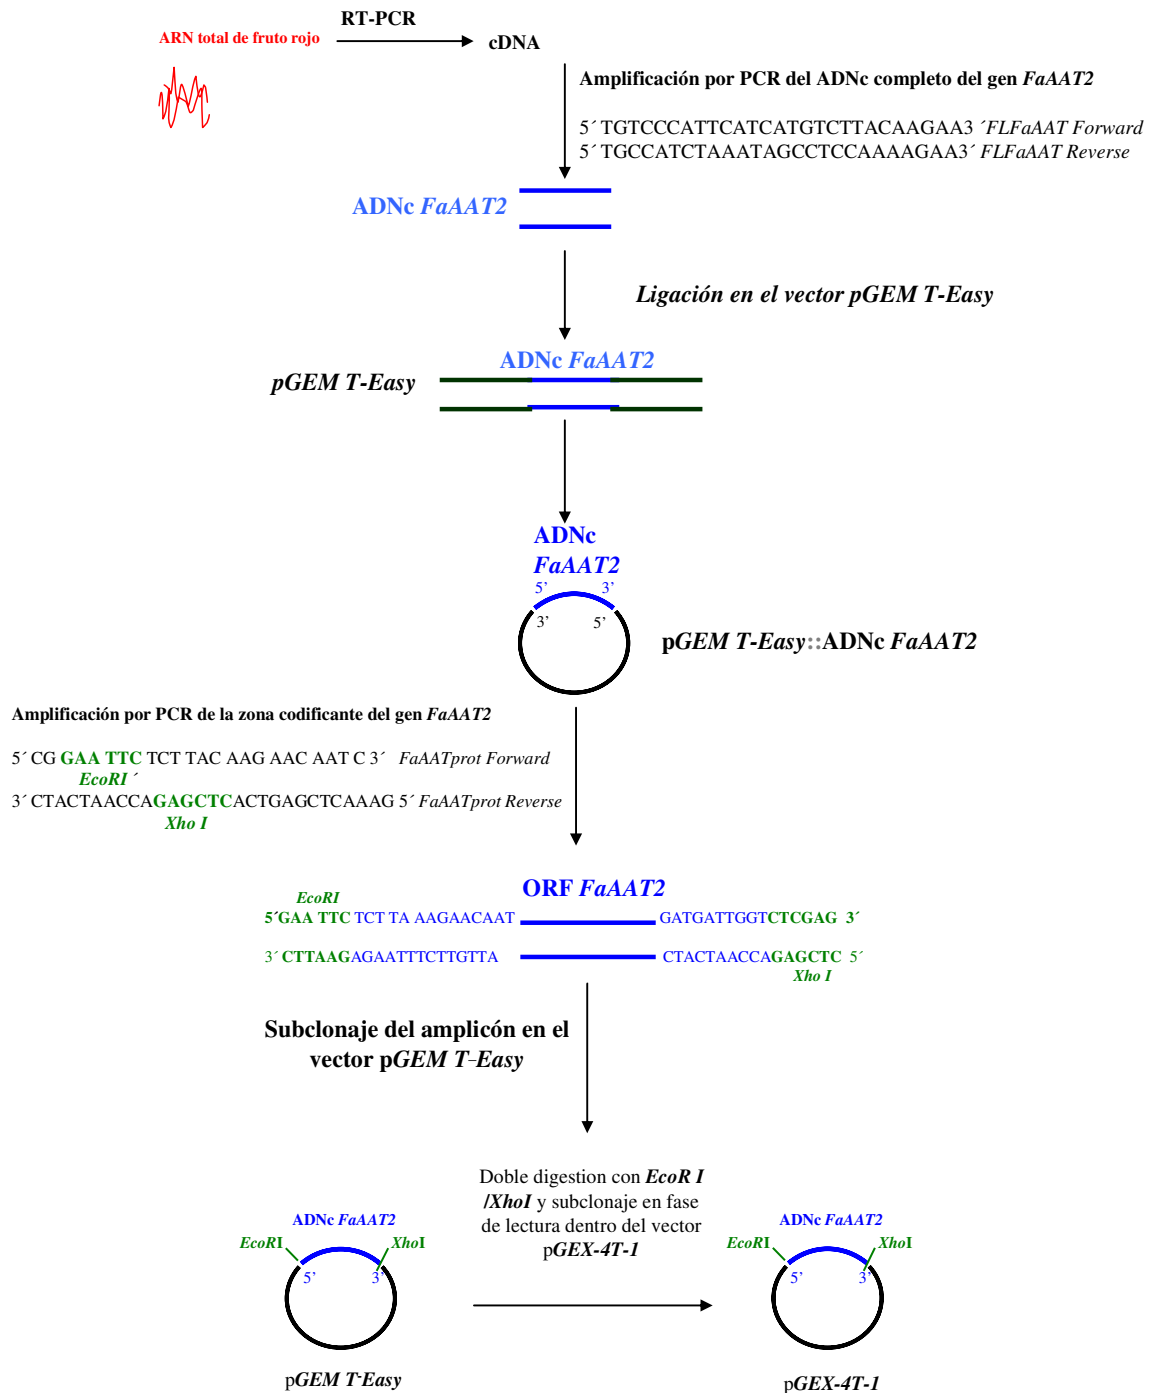 RT-PCR
ARN total de fruto rojo
cDNA
Amplificación por PCR del ADNc completo del gen FaAAT2
5´ TGTCCCATTCATCATGTCTTACAAGAA3 ´FLFaAAT Forward
5´ TGCCATCTAAATAGCCTCCAAAAGAA3´ FLFaAAT Reverse
ADNc FaAAT2
Ligación en el vector pGEM T-Easy
ADNc FaAAT2
pGEM T-Easy
ADNc
FaAAT2
5’ 3’
3’ 5’
pGEM T-Easy::ADNc FaAAT2
Amplificación por PCR de la zona codificante del gen FaAAT2
5´ CG GAA TTC TCT TAC AAG AAC AAT C 3´ FaAATprot Forward
EcoRI ´
3´ CTACTAACCAGAGCTCACTGAGCTCAAAG 5´ FaAATprot Reverse
Xho I
ORF FaAAT2
EcoRI
5´GAA TTC TCT TA AAGAACAAT GATGATTGGTCTCGAG 3´
3´ CTTAAGAGAATTTCTTGTTA CTACTAACCAGAGCTC 5´
Xho I
Subclonaje del amplicón en el
vector pGEM T-Easy
Doble digestion con EcoR I
/XhoI y subclonaje en fase
de lectura dentro del vector
pGEX-4T-1
ADNc FaAAT2
EcoRI XhoI
5’ 3’
pGEM T-Easy
ADNc FaAAT2
EcoRI XhoI
5’ 3’
pGEX-4T-1